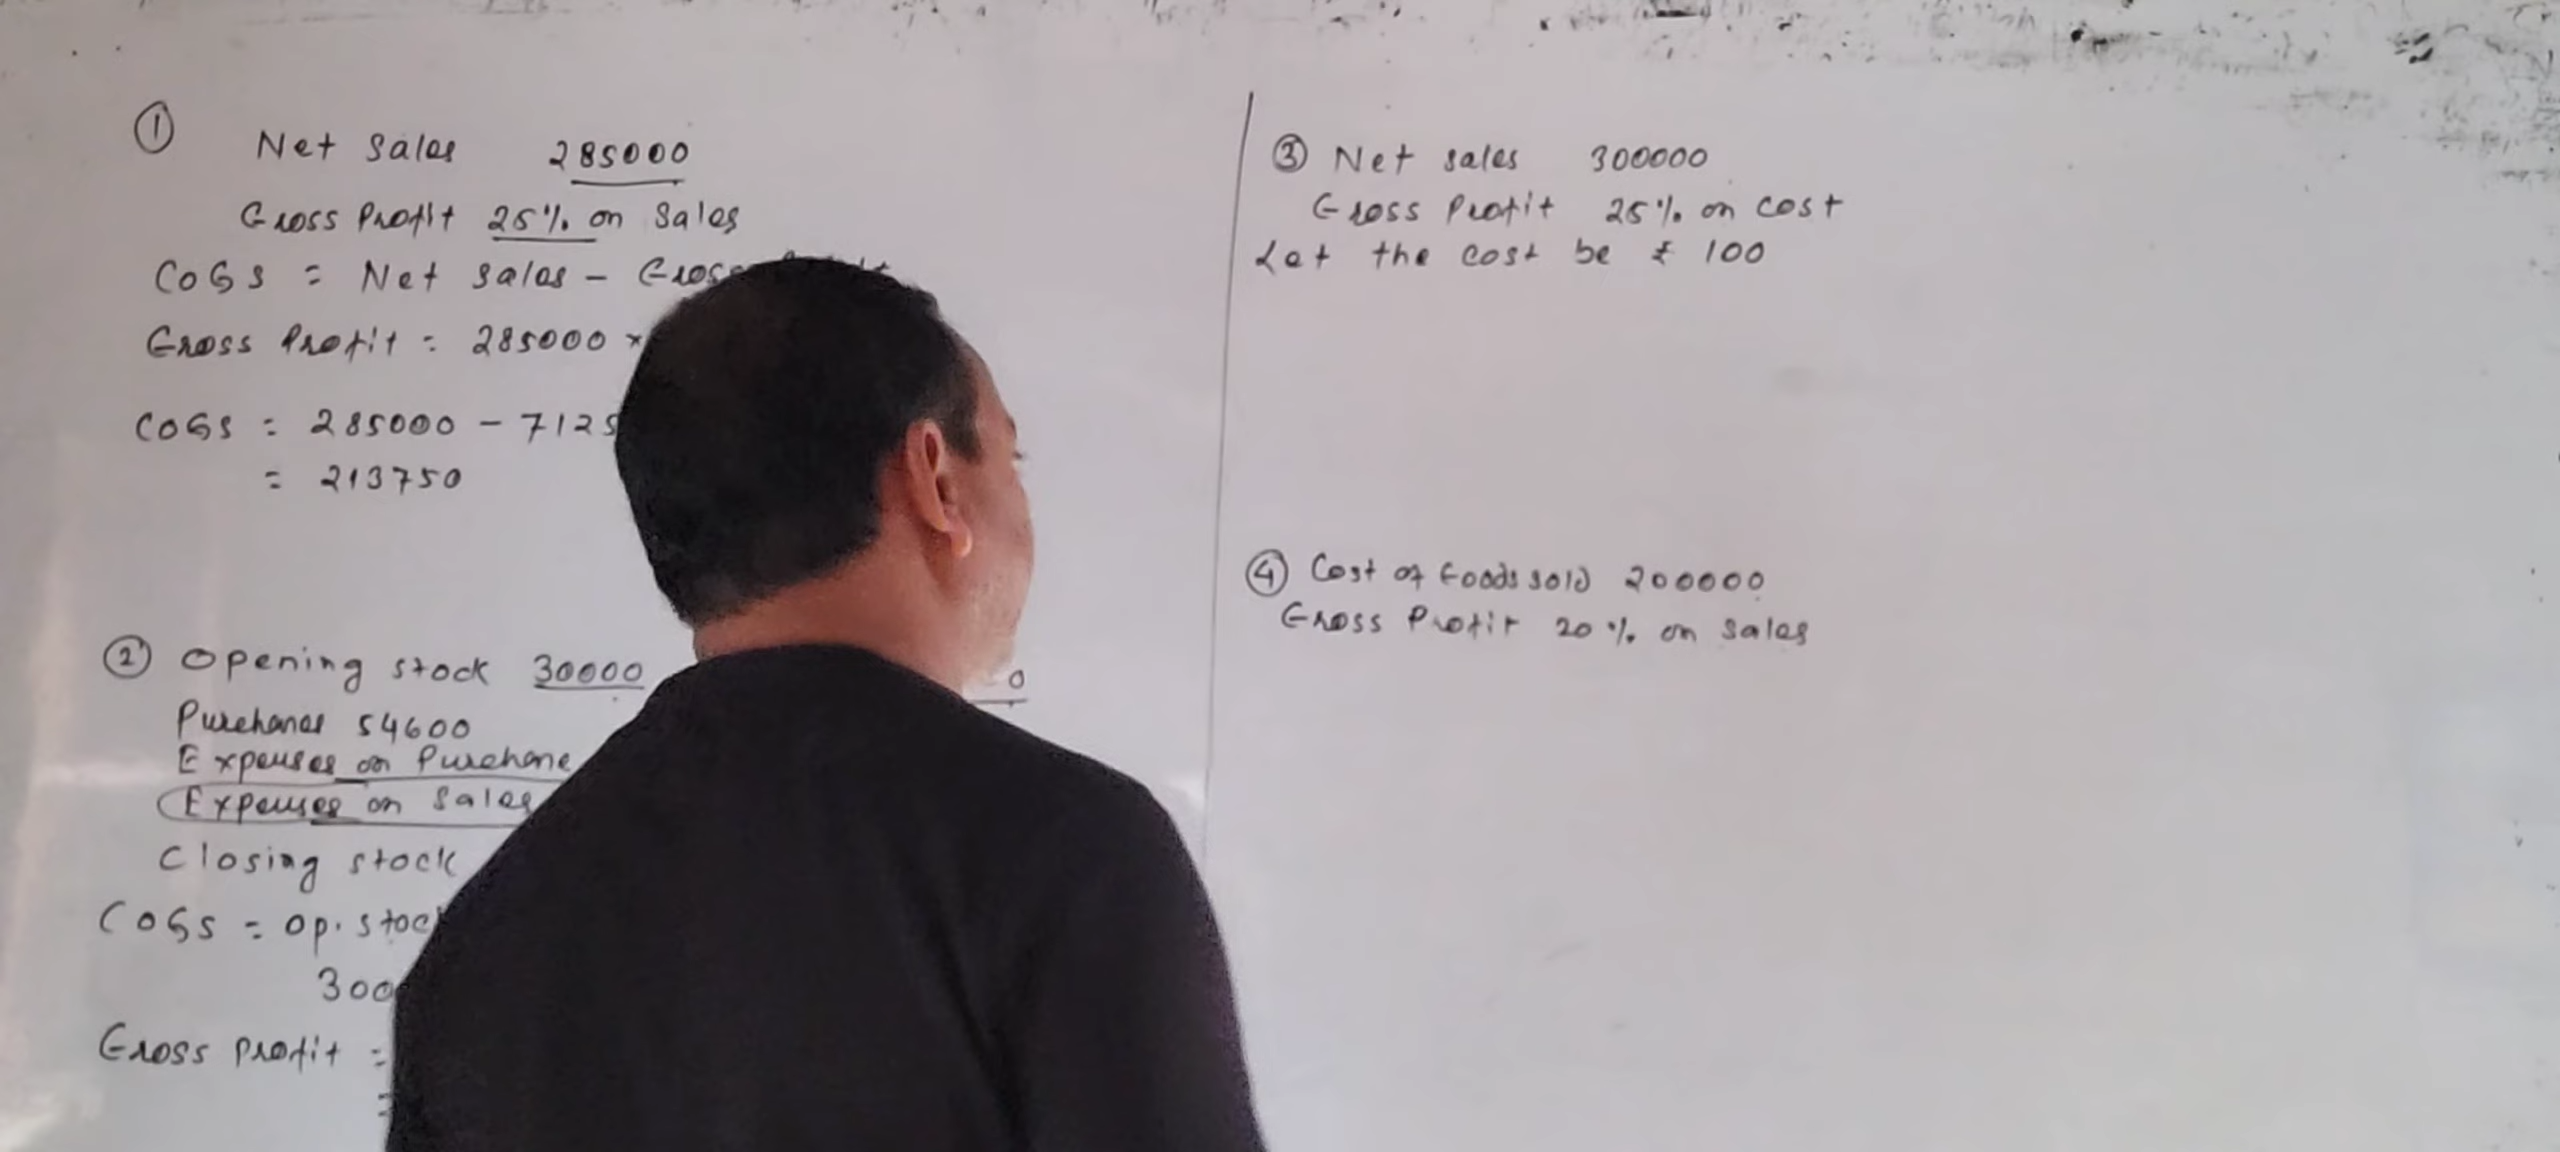 ① Net sales 285000
Gross Profit 25% on Sales
COGS = Net sales -
Gross Profit = 285000 ×
COGS = 285000 - 7125
= 213750
② Opening stock 30000
Purchases 54600
Expenses on Purchase
Expenses on Sales
Closing stock
COGS = Op. stock
300
Gross Profit =
=
③ Net sales 300000
Gross Profit 25% on cost
Let the cost be ₹ 100
④ Cost of Goods sold 200000
Gross Profit 20% on sales